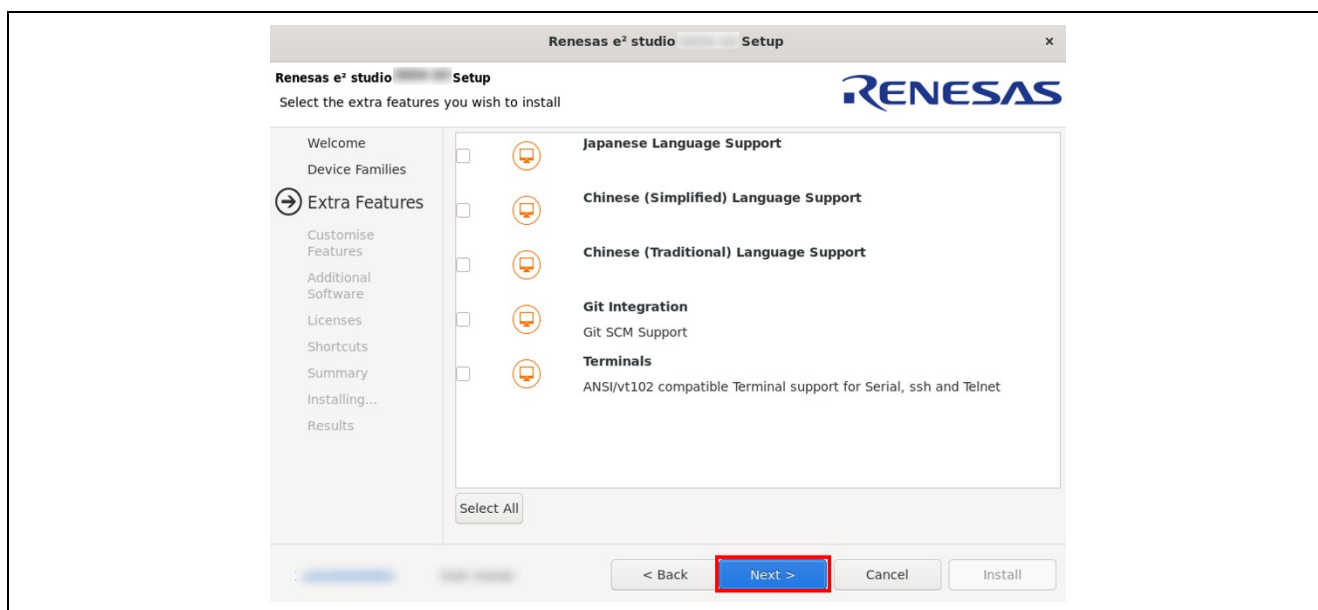 Renesas e² studio Setup
x
Renesas e² studio Setup
Select the extra features you wish to install
RENESAS
Welcome
Device Families
Extra Features
Customise
Features
Additional
Software
Licenses
Shortcuts
Summary
Installing...
Results
Japanese Language Support
Chinese (Simplified) Language Support
Chinese (Traditional) Language Support
Git Integration
Git SCM Support
Terminals
ANSI/vt102 compatible Terminal support for Serial, ssh and Telnet
Select All
< Back
Next >
Cancel
Install